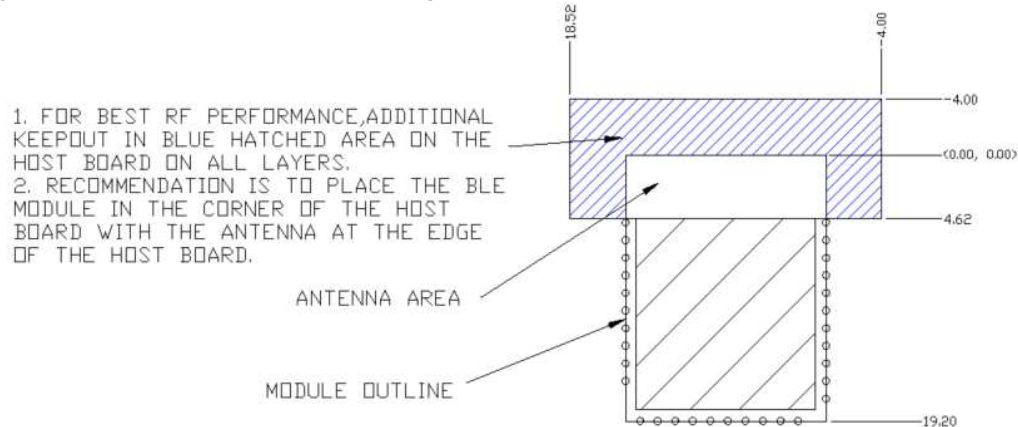 18.52
-4.00
1. FOR BEST RF PERFORMANCE,ADDITIONAL
KEEPOUT IN BLUE HATCHED AREA ON THE
HOST BOARD ON ALL LAYERS.
2. RECOMMENDATION IS TO PLACE THE BLE
MODULE IN THE CORNER OF THE HOST
BOARD WITH THE ANTENNA AT THE EDGE
OF THE HOST BOARD.
-4.00
(0.00, 0.00)
4.62
ANTENNA AREA
MODULE OUTLINE
19.20